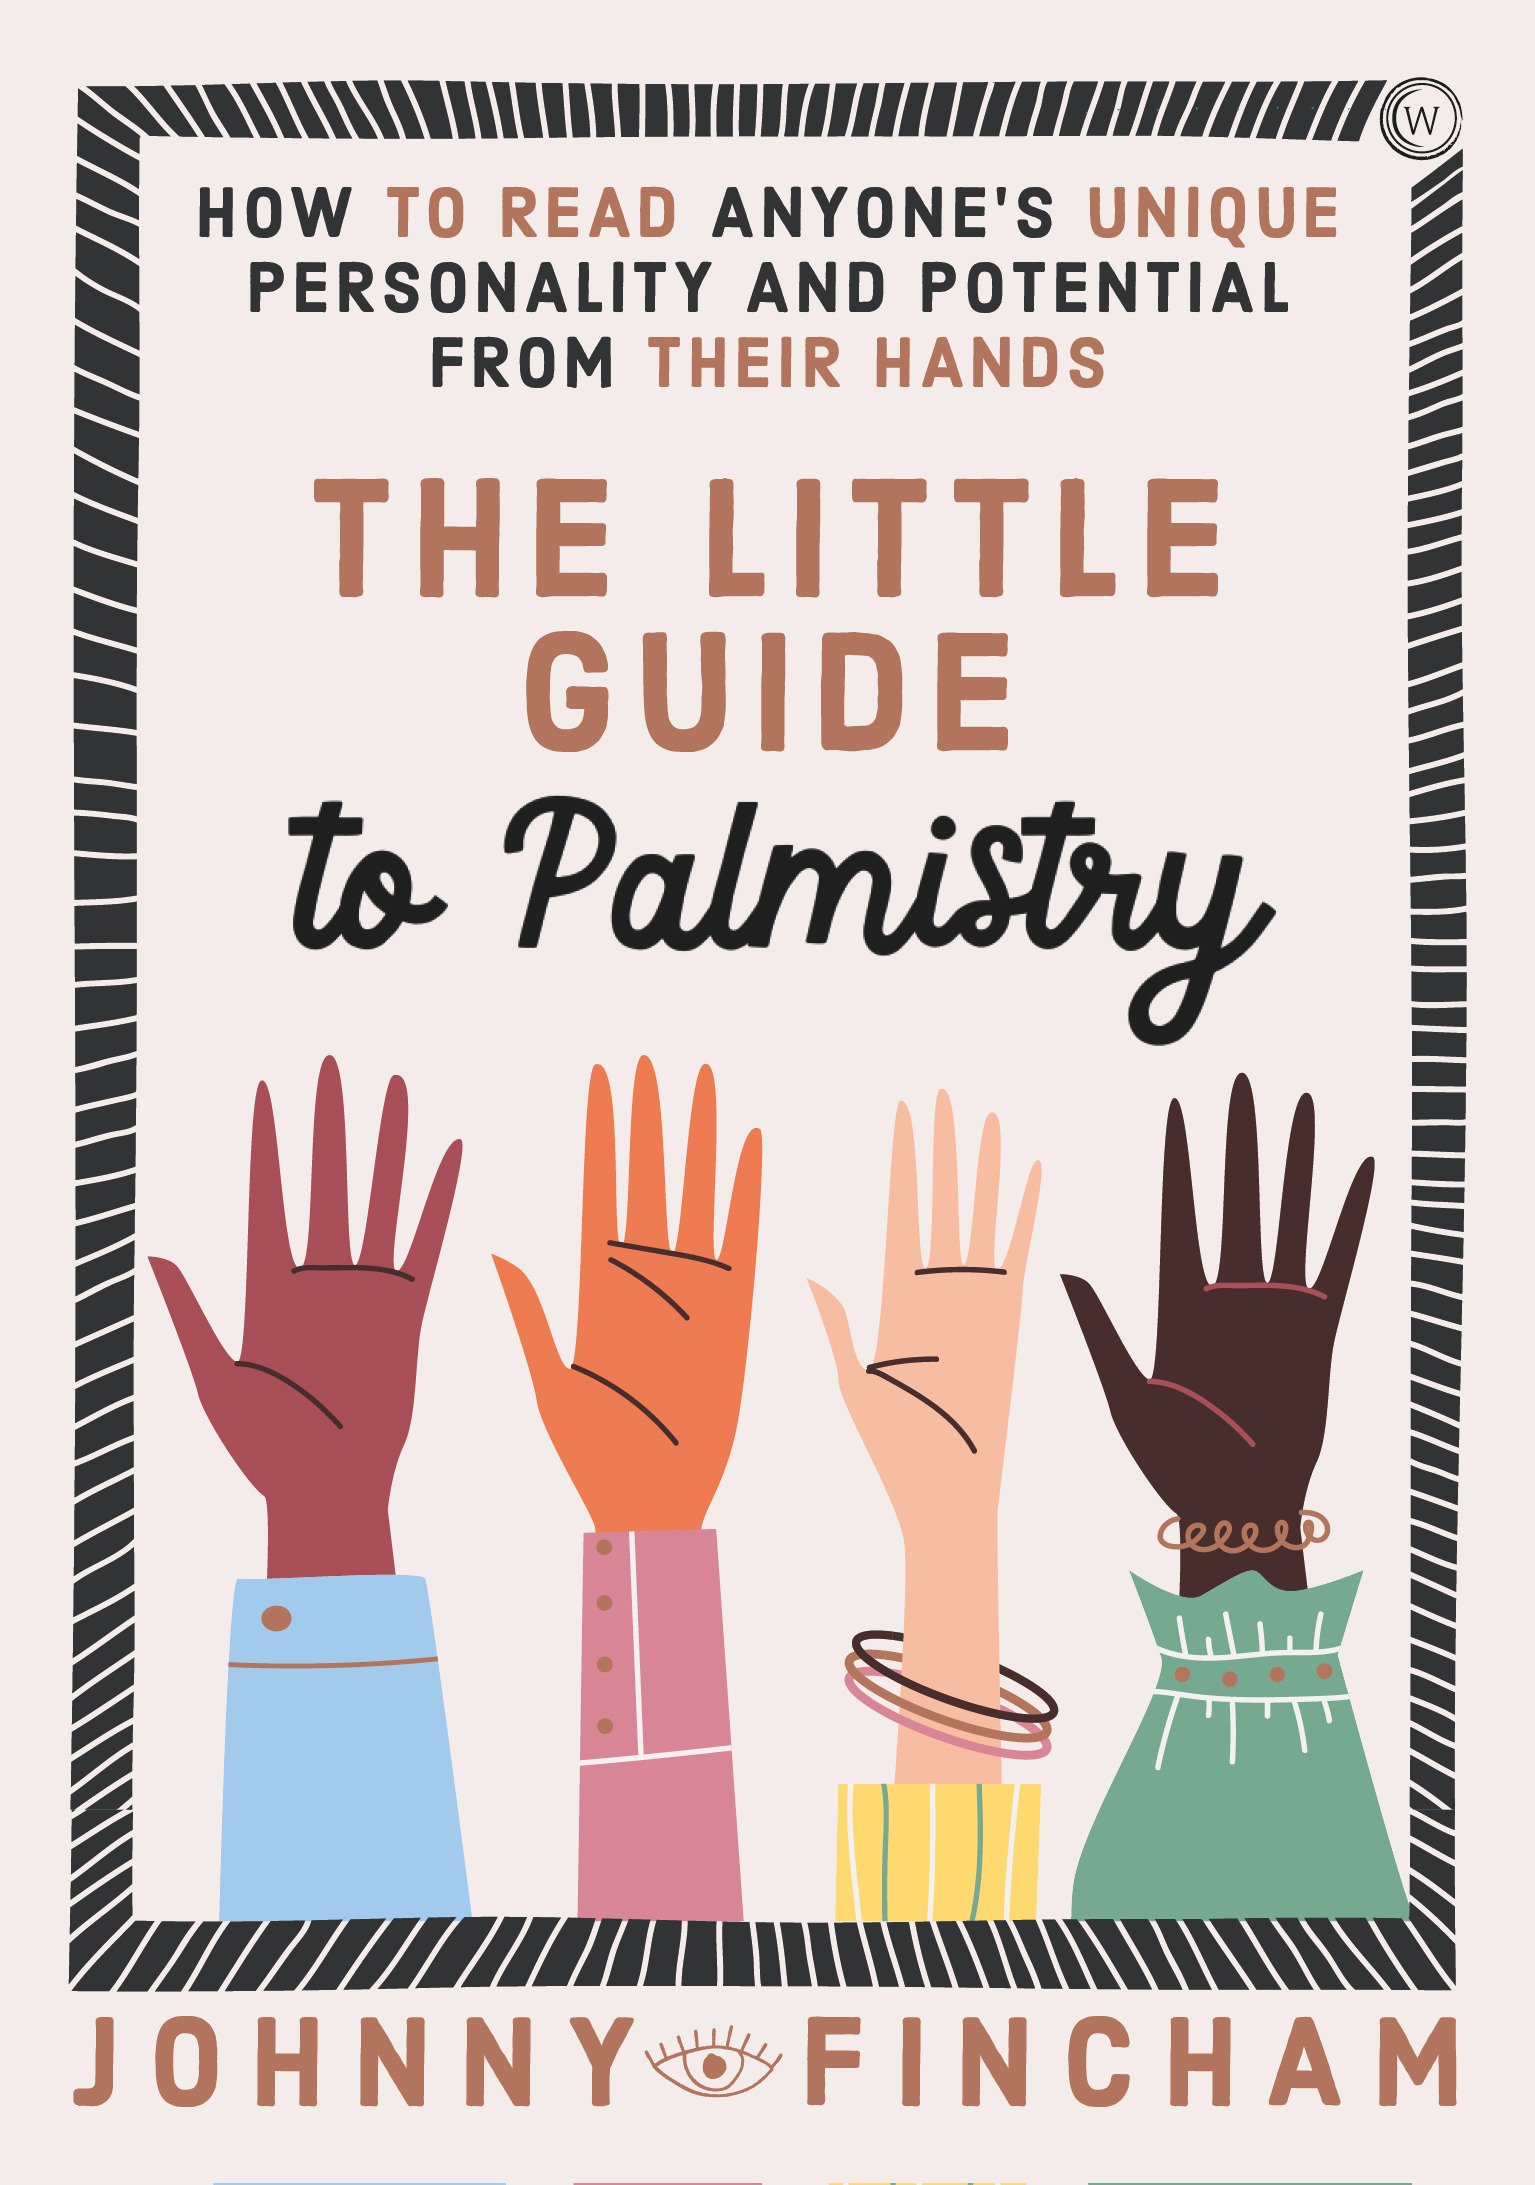 W
HOW TO READ ANYONE'S UNIQUE
PERSONALITY AND POTENTIAL
FROM THEIR HANDS
THE LITTLE
GUIDE
to Palmistry
JOHNNY FINCHAM